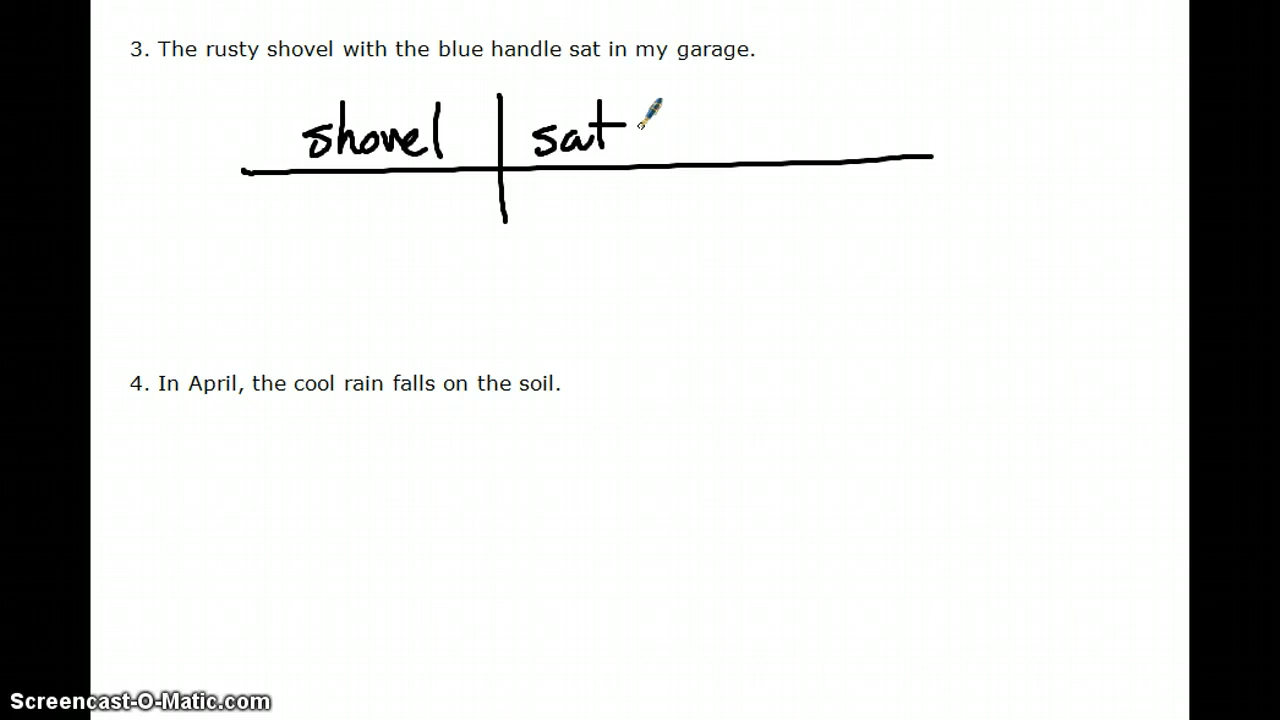 3. The rusty shovel with the blue handle sat in my garage.
shovel sat
4. In April, the cool rain falls on the soil.
Screencast-O-Matic.com